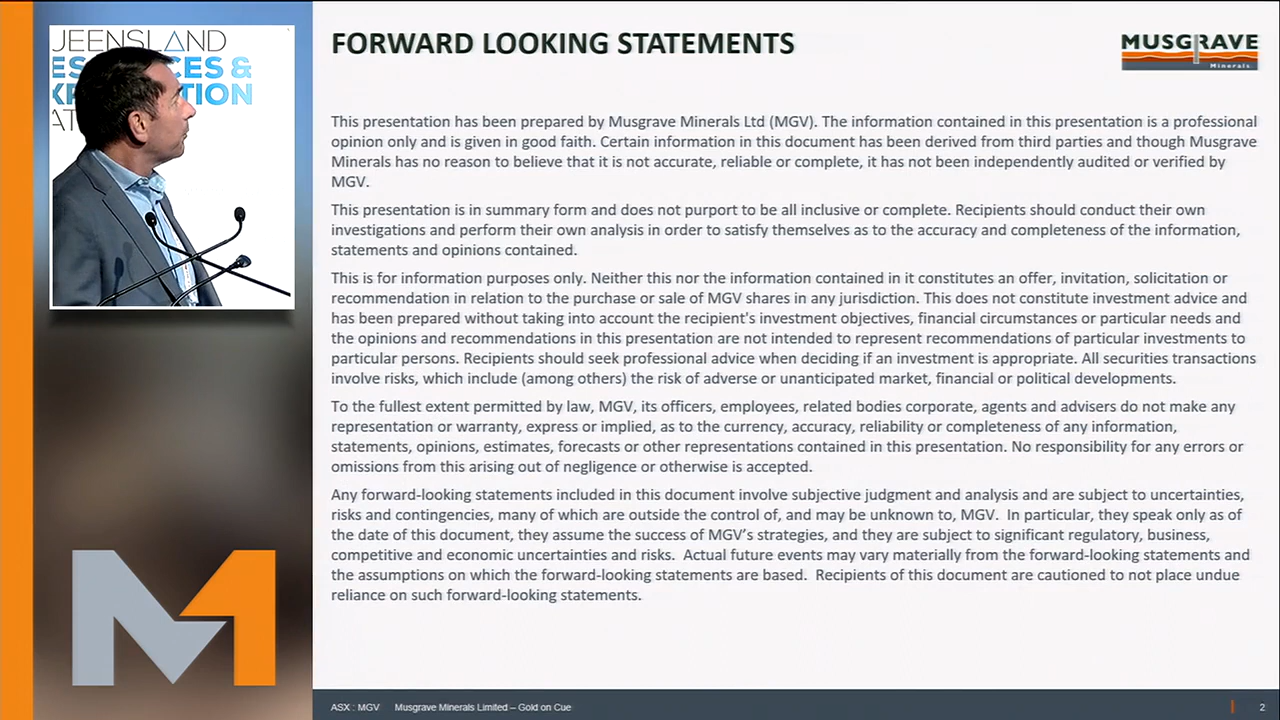 UEENSLAND
ES CES &
XP TION
AT
FORWARD LOOKING STATEMENTS
MUSGRAVE
Minerals
This presentation has been prepared by Musgrave Minerals Ltd (MGV). The information contained in this presentation is a professional
opinion only and is given in good faith. Certain information in this document has been derived from third parties and though Musgrave
Minerals has no reason to believe that it is not accurate, reliable or complete, it has not been independently audited or verified by
MGV.
This presentation is in summary form and does not purport to be all inclusive or complete. Recipients should conduct their own
investigations and perform their own analysis in order to satisfy themselves as to the accuracy and completeness of the information,
statements and opinions contained.
This is for information purposes only. Neither this nor the information contained in it constitutes an offer, invitation, solicitation or
recommendation in relation to the purchase or sale of MGV shares in any jurisdiction. This does not constitute investment advice and
has been prepared without taking into account the recipient's investment objectives, financial circumstances or particular needs and
the opinions and recommendations in this presentation are not intended to represent recommendations of particular investments to
particular persons. Recipients should seek professional advice when deciding if an investment is appropriate. All securities transactions
involve risks, which include (among others) the risk of adverse or unanticipated market, financial or political developments.
To the fullest extent permitted by law, MGV, its officers, employees, related bodies corporate, agents and advisers do not make any
representation or warranty, express or implied, as to the currency, accuracy, reliability or completeness of any information,
statements, opinions, estimates, forecasts or other representations contained in this presentation. No responsibility for any errors or
omissions from this arising out of negligence or otherwise is accepted.
Any forward-looking statements included in this document involve subjective judgment and analysis and are subject to uncertainties,
risks and contingencies, many of which are outside the control of, and may be unknown to, MGV.  In particular, they speak only as of
the date of this document, they assume the success of MGV's strategies, and they are subject to significant regulatory, business,
competitive and economic uncertainties and risks.  Actual future events may vary materially from the forward-looking statements and
the assumptions on which the forward-looking statements are based.  Recipients of this document are cautioned to not place undue
reliance on such forward-looking statements.
M1
ASX : MGV Musgrave Minerals Limited – Gold on Cue
2